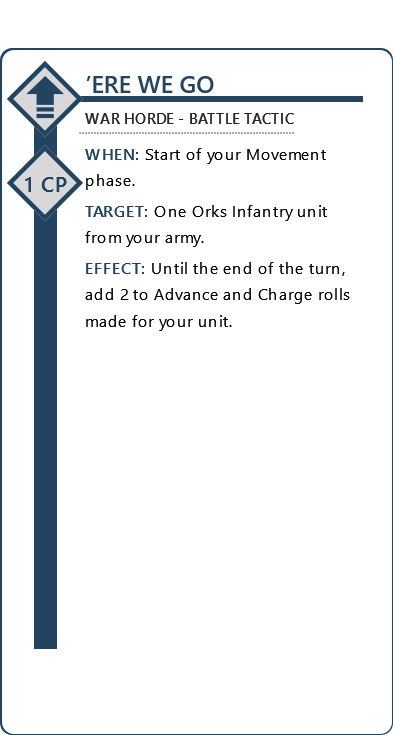 ’ERE WE GO
WAR HORDE - BATTLE TACTIC
1 CP
WHEN: Start of your Movement
phase.
TARGET: One Orks Infantry unit
from your army.
EFFECT: Until the end of the turn,
add 2 to Advance and Charge rolls
made for your unit.